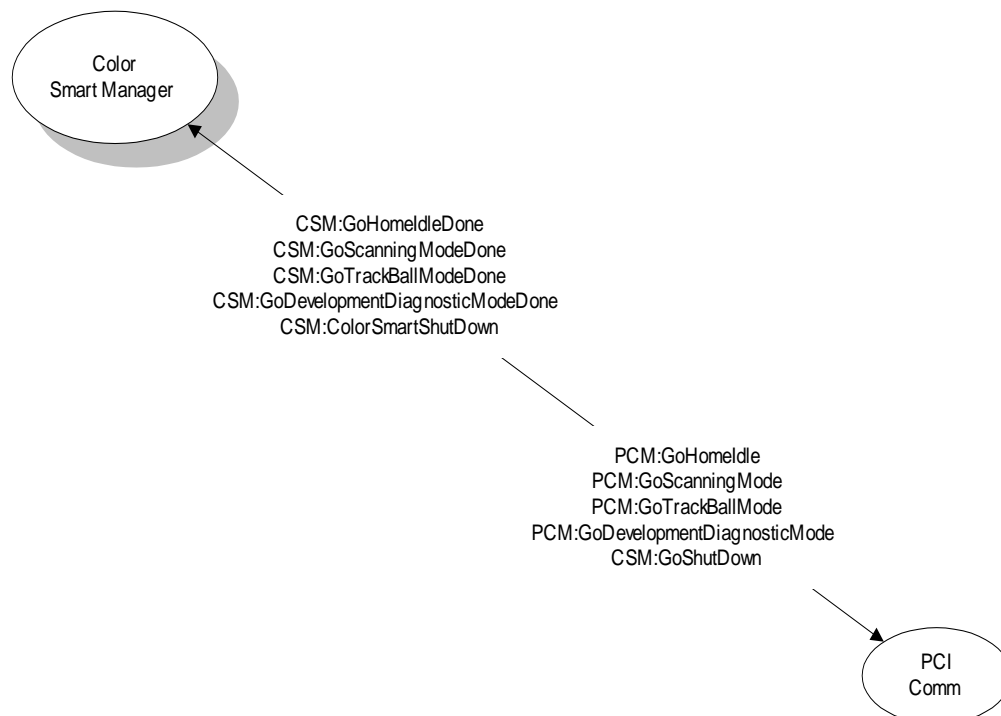 Color
Smart Manager
CSM:GoHomeIdleDone
CSM:GoScanningModeDone
CSM:GoTrackBallModeDone
CSM:GoDevelopmentDiagnosticModeDone
CSM:ColorSmartShutDown
PCM:GoHomeIdle
PCM:GoScanningMode
PCM:GoTrackBallMode
PCM:GoDevelopmentDiagnosticMode
CSM:GoShutDown
PCI
Comm